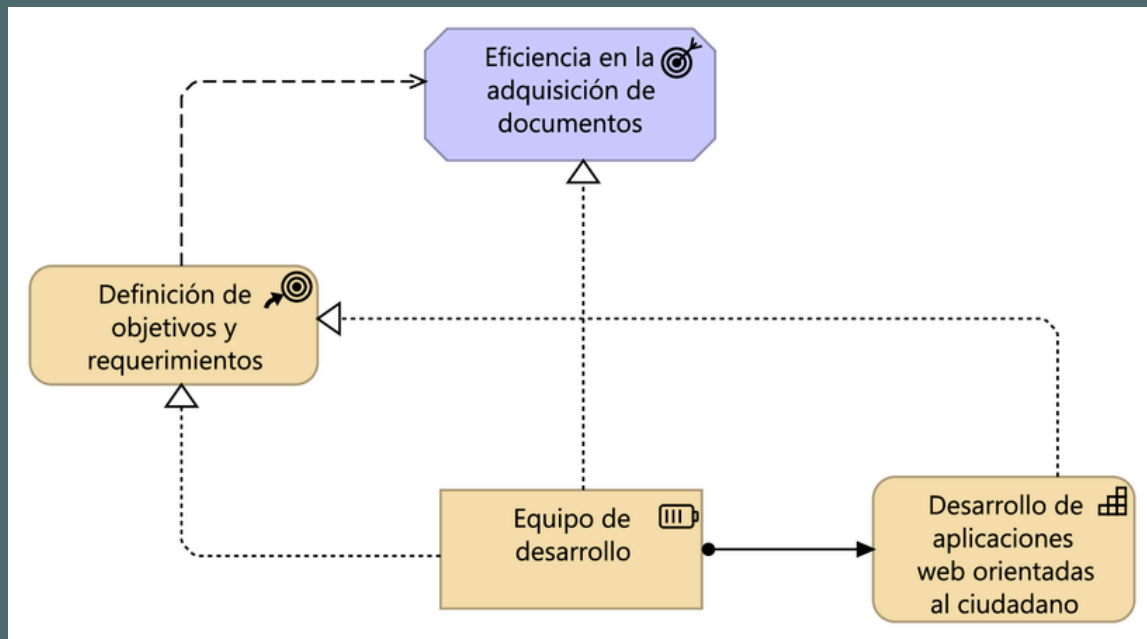 Eficiencia en la
adquisición de
documentos
Definición de
objetivos y
requerimientos
Equipo de
desarrollo
Desarrollo de
aplicaciones
web orientadas
al ciudadano